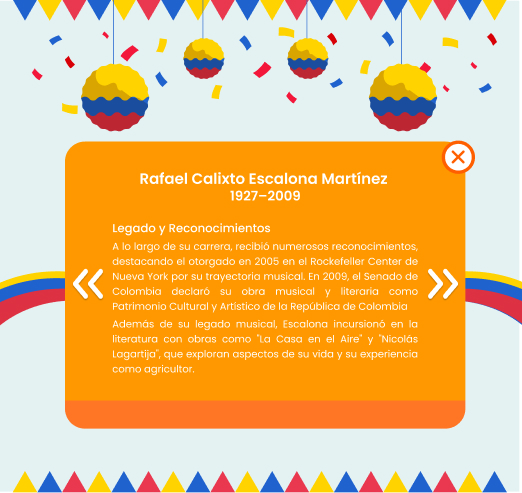 Rafael Calixto Escalona Martínez
1927–2009
Legado y Reconocimientos
A lo largo de su carrera, recibió numerosos reconocimientos,
destacando el otorgado en 2005 en el Rockefeller Center de
Nueva York por su trayectoria musical. En 2009, el Senado de
Colombia declaró su obra musical y literaria como
Patrimonio Cultural y Artístico de la República de Colombia
Además de su legado musical, Escalona incursionó en la
literatura con obras como "La Casa en el Aire" y "Nicolás
Lagartija", que exploran aspectos de su vida y su experiencia
como agricultor.